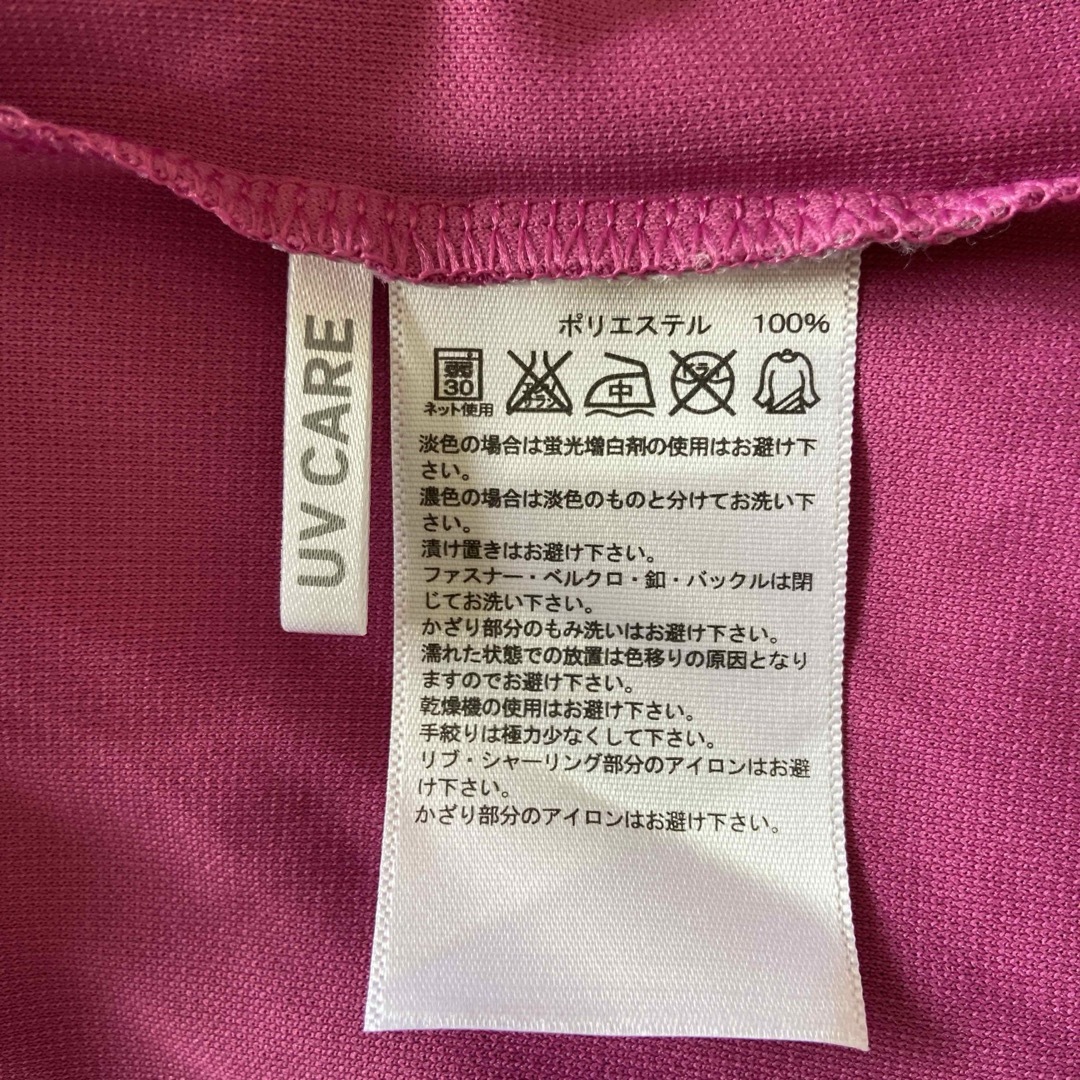 UV CARE
ポリエステル 100%
弱
30
ネット使用
エンソ
サラシ
中
ドライ
淡色の場合は蛍光増白剤の使用はお避け下
さい。
濃色の場合は淡色のものと分けてお洗い下
さい。
漬け置きはお避け下さい。
ファスナー・ベルクロ・釦・バックルは閉
じてお洗い下さい。
かざり部分のもみ洗いはお避け下さい。
濡れた状態での放置は色移りの原因となり
ますのでお避け下さい。
乾燥機の使用はお避け下さい。
手絞りは極力少なくして下さい。
リブ・シャーリング部分のアイロンはお避
け下さい。
かざり部分のアイロンはお避け下さい。